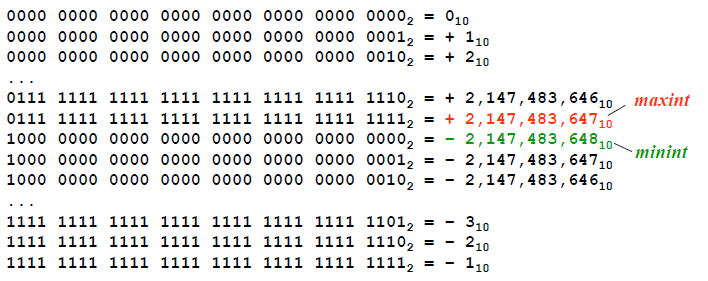 0000 0000 0000 0000 0000 0000 0000 0000₂ = 0₁₀
0000 0000 0000 0000 0000 0000 0000 0001₂ = + 1₁₀
0000 0000 0000 0000 0000 0000 0000 0010₂ = + 2₁₀
...
0111 1111 1111 1111 1111 1111 1111 1110₂ = + 2,147,483,646₁₀
maxint
0111 1111 1111 1111 1111 1111 1111 1111₂ = + 2,147,483,647₁₀
1000 0000 0000 0000 0000 0000 0000 0000₂ = – 2,147,483,648₁₀
minint
1000 0000 0000 0000 0000 0000 0000 0001₂ = – 2,147,483,647₁₀
1000 0000 0000 0000 0000 0000 0000 0010₂ = – 2,147,483,646₁₀
...
1111 1111 1111 1111 1111 1111 1111 1101₂ = – 3₁₀
1111 1111 1111 1111 1111 1111 1111 1110₂ = – 2₁₀
1111 1111 1111 1111 1111 1111 1111 1111₂ = – 1₁₀